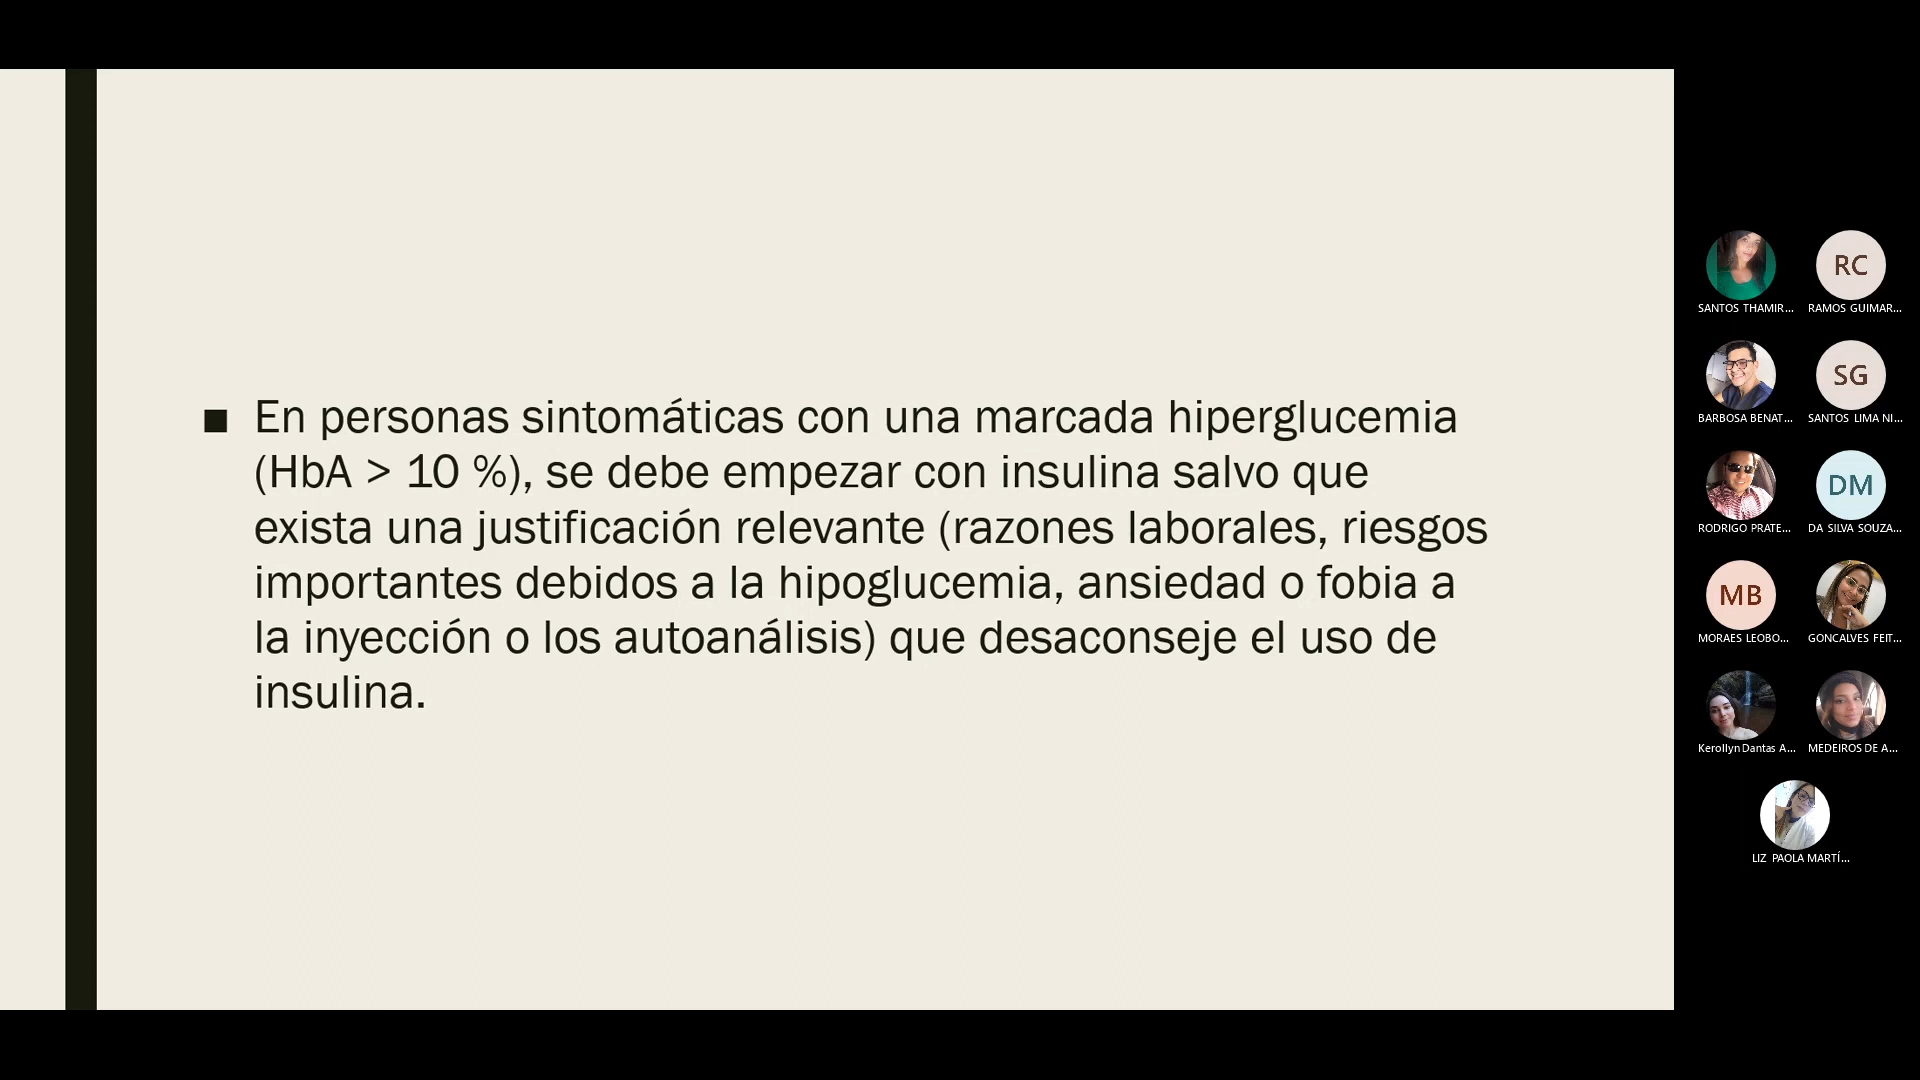 ■ En personas sintomáticas con una marcada hiperglucemia
(HbA > 10 %), se debe empezar con insulina salvo que
exista una justificación relevante (razones laborales, riesgos
importantes debidos a la hipoglucemia, ansiedad o fobia a
la inyección o los autoanálisis) que desaconseje el uso de
insulina.
RC
SANTOS THAMIR...
RAMOS GUIMAR...
SG
BARBOSA BENAT...
SANTOS LIMA NI...
DM
RODRIGO PRATE...
DA SILVA SOUZA...
MB
MORAES LEOBO...
GONCALVES FEIT...
Kerollyn Dantas A...
MEDEIROS DE A...
LIZ PAOLA MARTÍ...